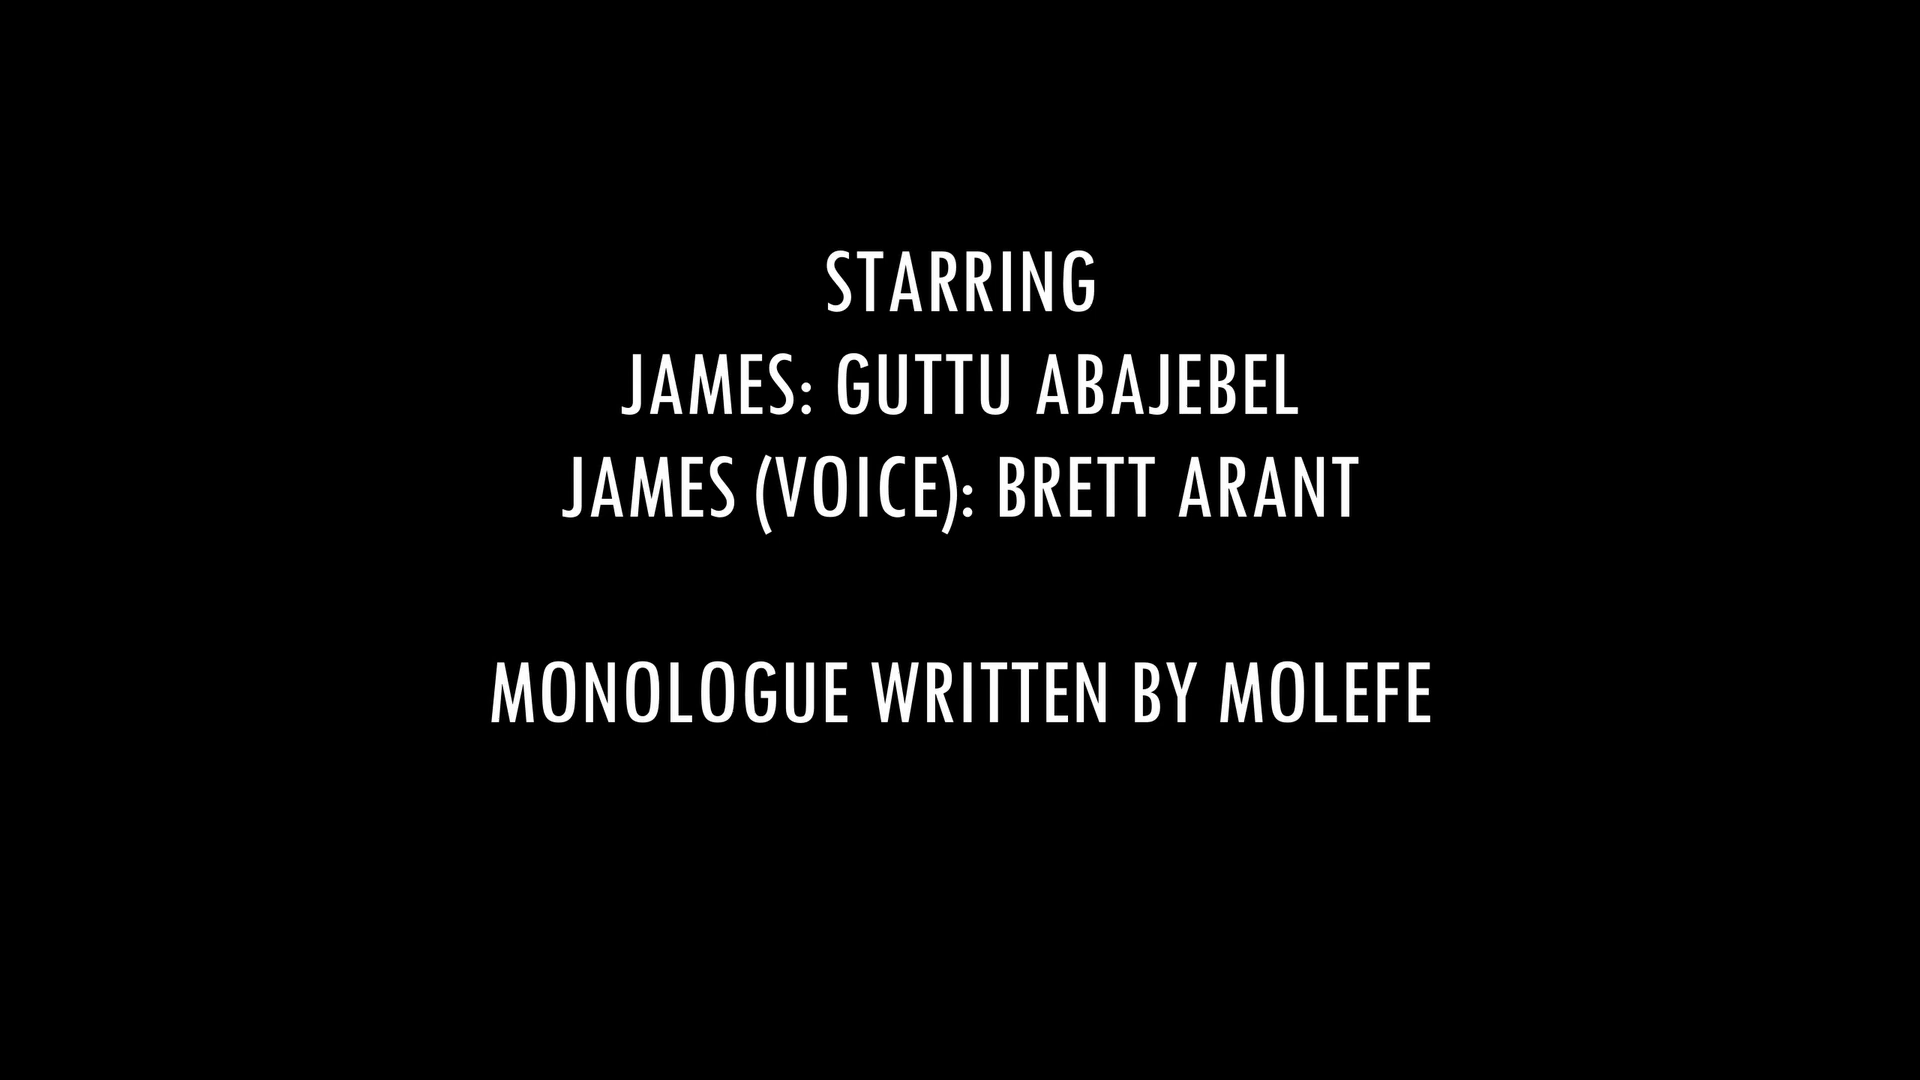 STARRING
JAMES: GUTTU ABAJEBEL
JAMES (VOICE): BRETT ARANT
MONOLOGUE WRITTEN BY MOLEFE